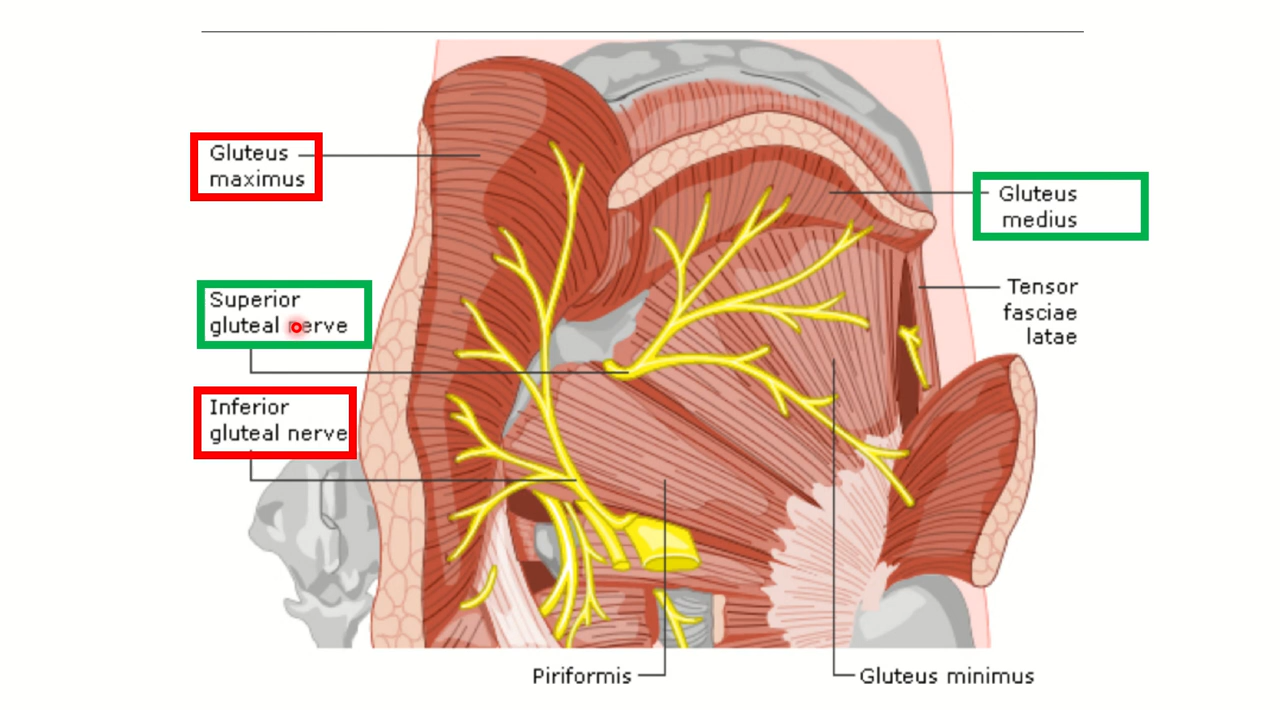 Gluteus
maximus
Superior
gluteal nerve
Inferior
gluteal nerve
Gluteus
medius
Tensor
fasciae
latae
Piriformis
Gluteus minimus